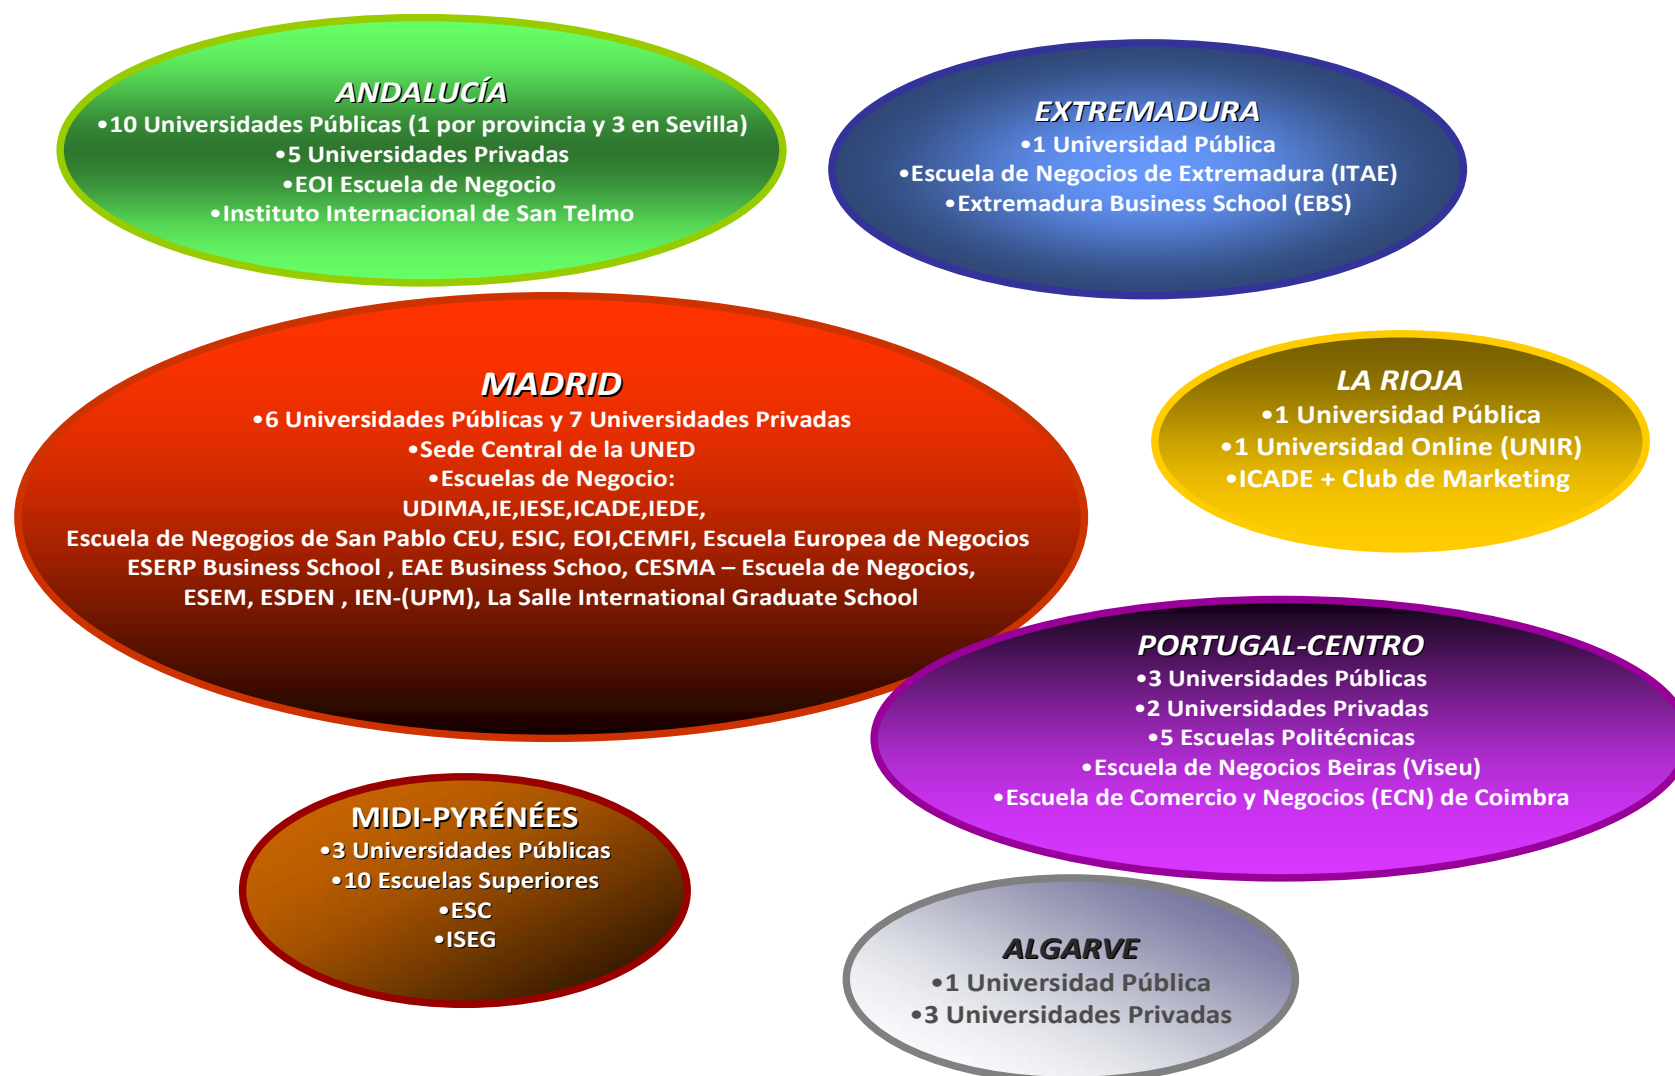 ANDALUCÍA
•10 Universidades Públicas (1 por provincia y 3 en Sevilla)
•5 Universidades Privadas
•EOI Escuela de Negocio
•Instituto Internacional de San Telmo
EXTREMADURA
•1 Universidad Pública
•Escuela de Negocios de Extremadura (ITAE)
•Extremadura Business School (EBS)
MADRID
•6 Universidades Públicas y 7 Universidades Privadas
•Sede Central de la UNED
•Escuelas de Negocio:
UDIMA,IE,IESE,ICADE,IEDE,
Escuela de Negogios de San Pablo CEU, ESIC, EOI,CEMFI, Escuela Europea de Negocios
ESERP Business School , EAE Business Schoo, CESMA – Escuela de Negocios,
ESEM, ESDEN , IEN-(UPM), La Salle International Graduate School
LA RIOJA
•1 Universidad Pública
•1 Universidad Online (UNIR)
•ICADE + Club de Marketing
PORTUGAL-CENTRO
•3 Universidades Públicas
•2 Universidades Privadas
•5 Escuelas Politécnicas
•Escuela de Negocios Beiras (Viseu)
•Escuela de Comercio y Negocios (ECN) de Coimbra
MIDI-PYRÉNÉES
•3 Universidades Públicas
•10 Escuelas Superiores
•ESC
•ISEG
ALGARVE
•1 Universidad Pública
•3 Universidades Privadas